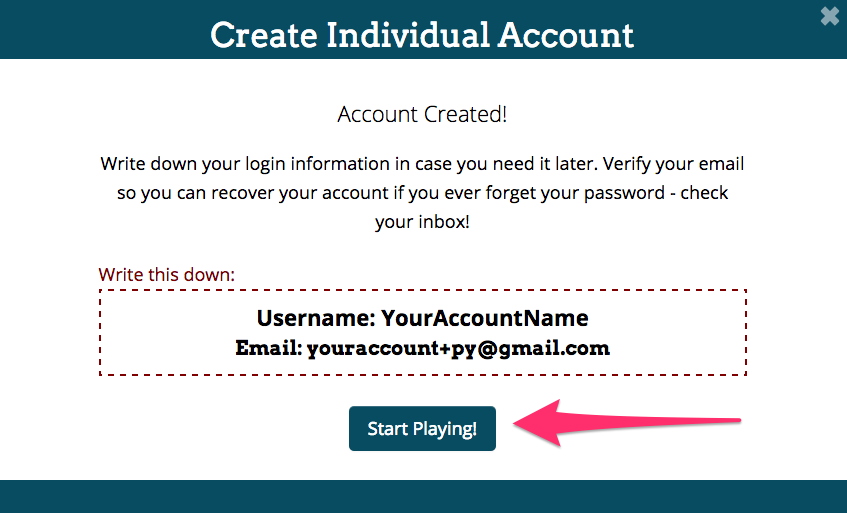 Create Individual Account
Account Created!
Write down your login information in case you need it later. Verify your email
so you can recover your account if you ever forget your password - check
your inbox!
Write this down:
Username: YourAccountName
Email: youraccount+py@gmail.com
Start Playing!